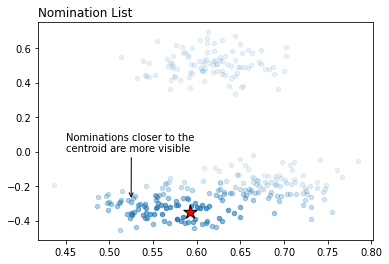 Nomination List
0.6
0.4
0.2
0.0
−0.2
−0.4
Nominations closer to the
centroid are more visible
0.45 0.50 0.55 0.60 0.65 0.70 0.75 0.80